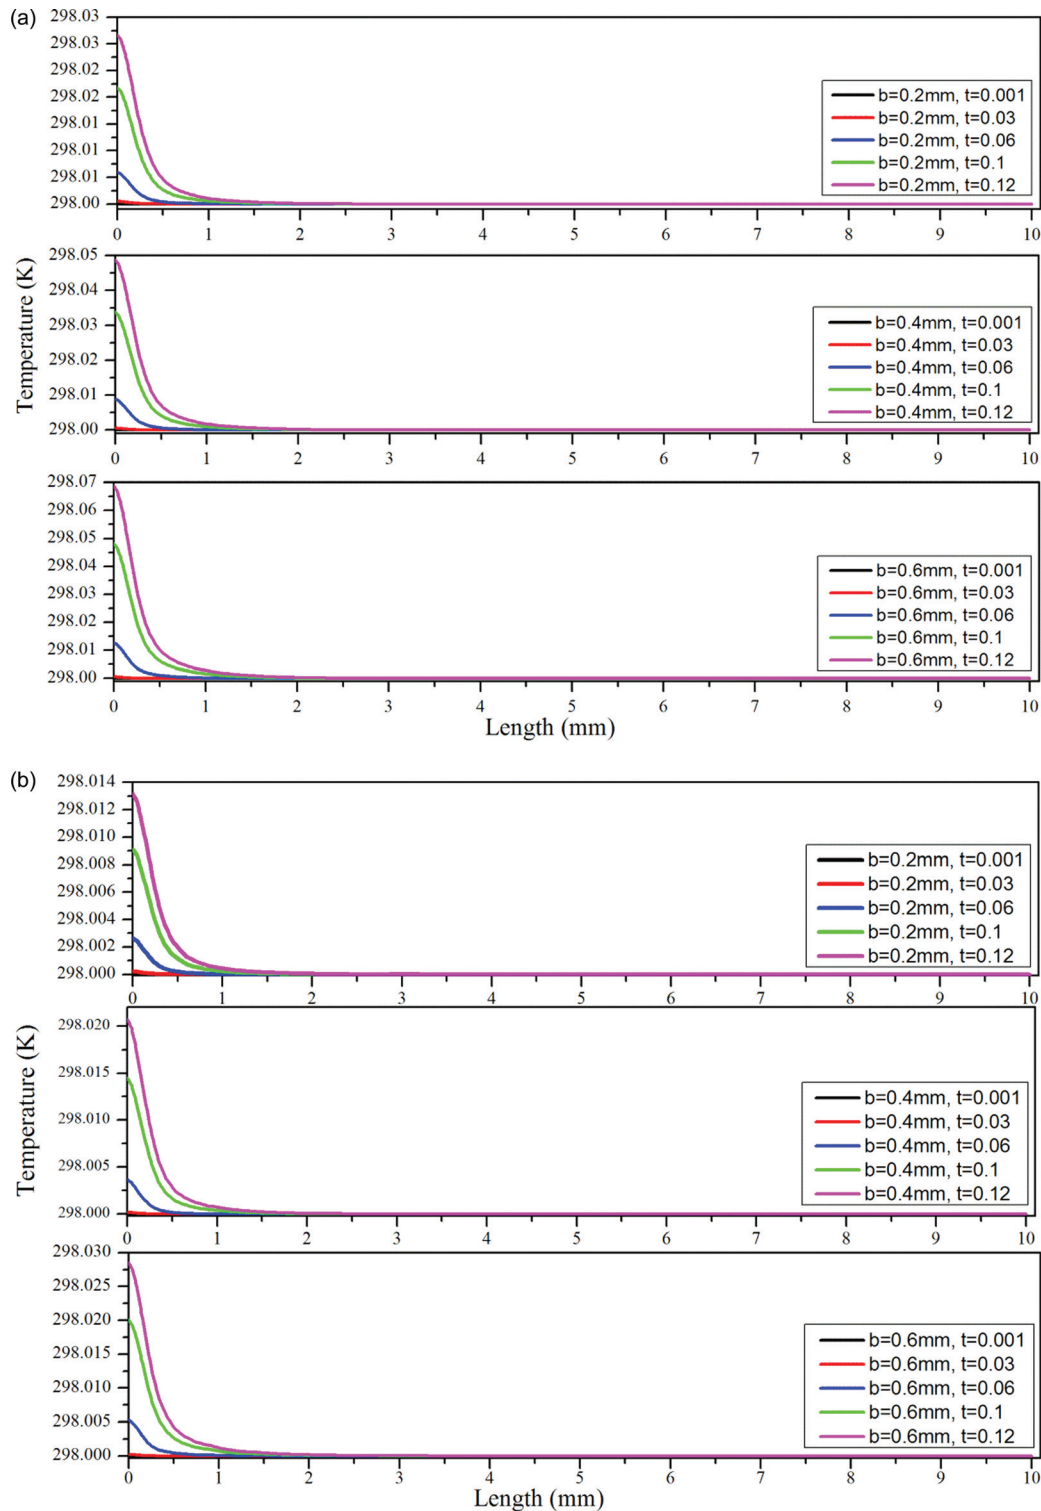 (a)
298.03
298.03
298.02
298.02
298.01
298.01
298.01
298.00
0 1 2 3 4 5 6 7 8 9 10
b=0.2mm, t=0.001
b=0.2mm, t=0.03
b=0.2mm, t=0.06
b=0.2mm, t=0.1
b=0.2mm, t=0.12
Temperature (K)
298.05
298.04
298.03
298.02
298.01
298.00
0 1 2 3 4 5 6 7 8 9 10
b=0.4mm, t=0.001
b=0.4mm, t=0.03
b=0.4mm, t=0.06
b=0.4mm, t=0.1
b=0.4mm, t=0.12
298.07
298.06
298.05
298.04
298.03
298.02
298.01
298.00
0 1 2 3 4 5 6 7 8 9 10
b=0.6mm, t=0.001
b=0.6mm, t=0.03
b=0.6mm, t=0.06
b=0.6mm, t=0.1
b=0.6mm, t=0.12
Length (mm)
(b)
298.014
298.012
298.010
298.008
298.006
298.004
298.002
298.000
0 1 2 3 4 5 6 7 8 9 10
b=0.2mm, t=0.001
b=0.2mm, t=0.03
b=0.2mm, t=0.06
b=0.2mm, t=0.1
b=0.2mm, t=0.12
Temperature (K)
298.020
298.015
298.010
298.005
298.000
0 1 2 3 4 5 6 7 8 9 10
b=0.4mm, t=0.001
b=0.4mm, t=0.03
b=0.4mm, t=0.06
b=0.4mm, t=0.1
b=0.4mm, t=0.12
298.030
298.025
298.020
298.015
298.010
298.005
298.000
0 1 2 3 4 5 6 7 8 9 10
b=0.6mm, t=0.001
b=0.6mm, t=0.03
b=0.6mm, t=0.06
b=0.6mm, t=0.1
b=0.6mm, t=0.12
Length (mm)